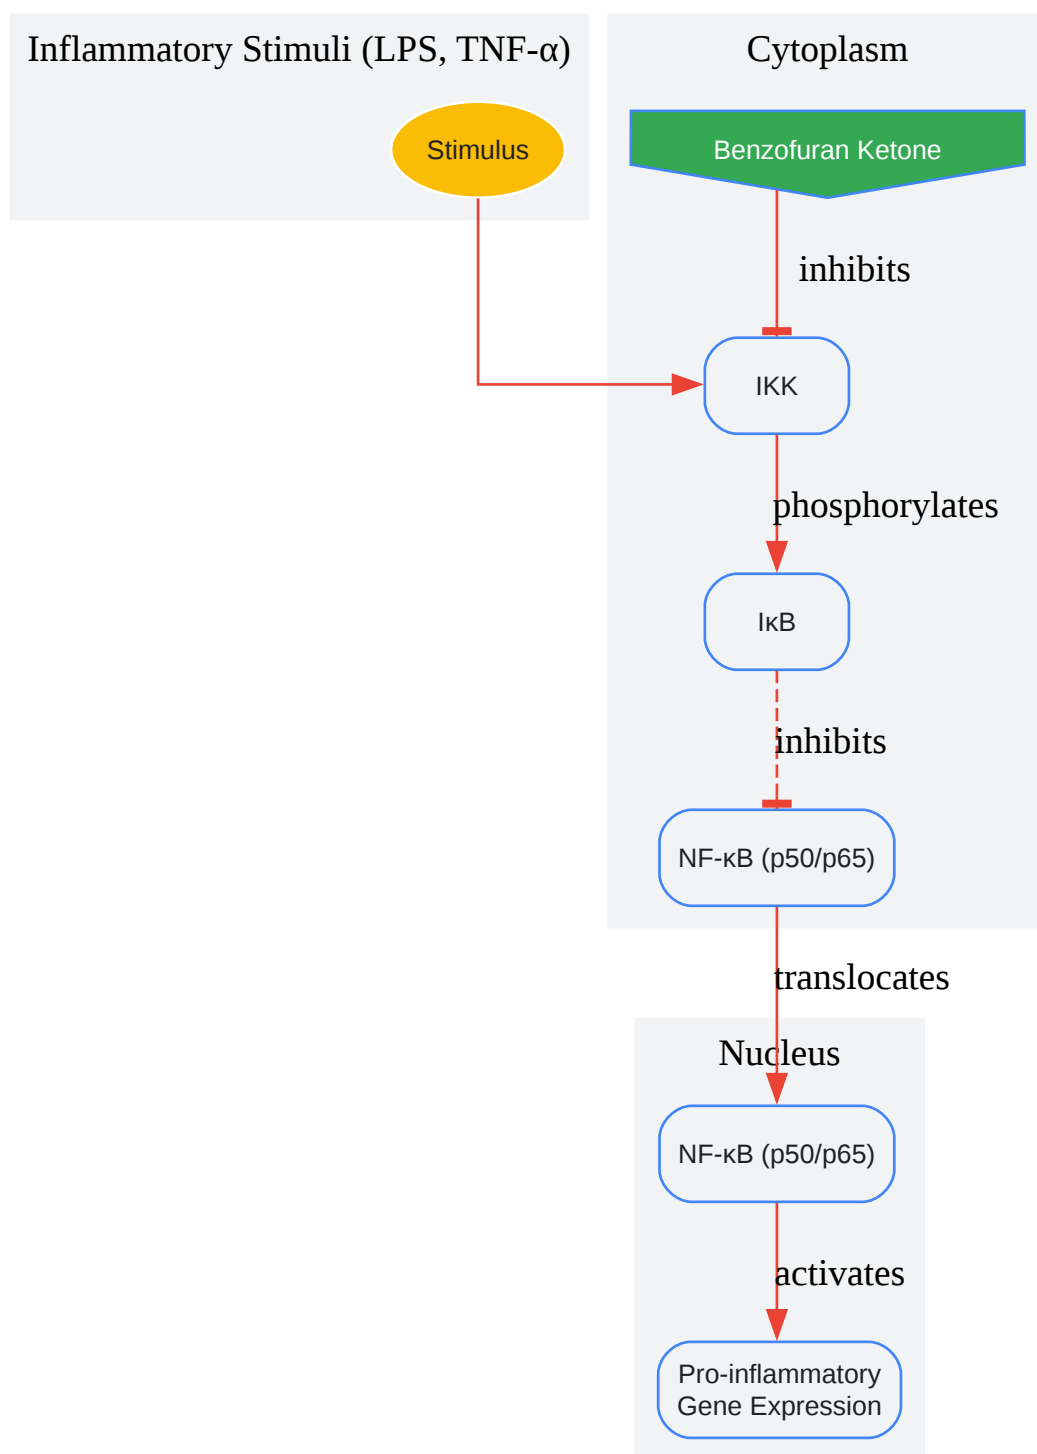 Inflammatory Stimuli (LPS, TNF-α)
Cytoplasm
Stimulus
Benzofuran Ketone
inhibits
IKK
phosphorylates
IκB
inhibits
NF-κB (p50/p65)
translocates
Nucleus
NF-κB (p50/p65)
activates
Pro-inflammatory
Gene Expression